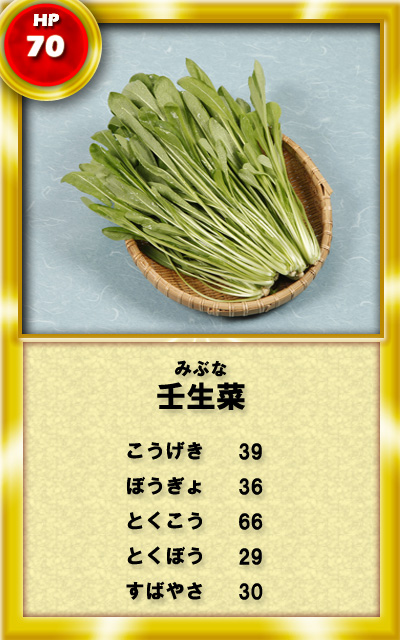 HP
70
みぶな
壬生菜
こうげき 39
ぼうぎょ 36
とくこう 66
とくぼう 29
すばやさ 30